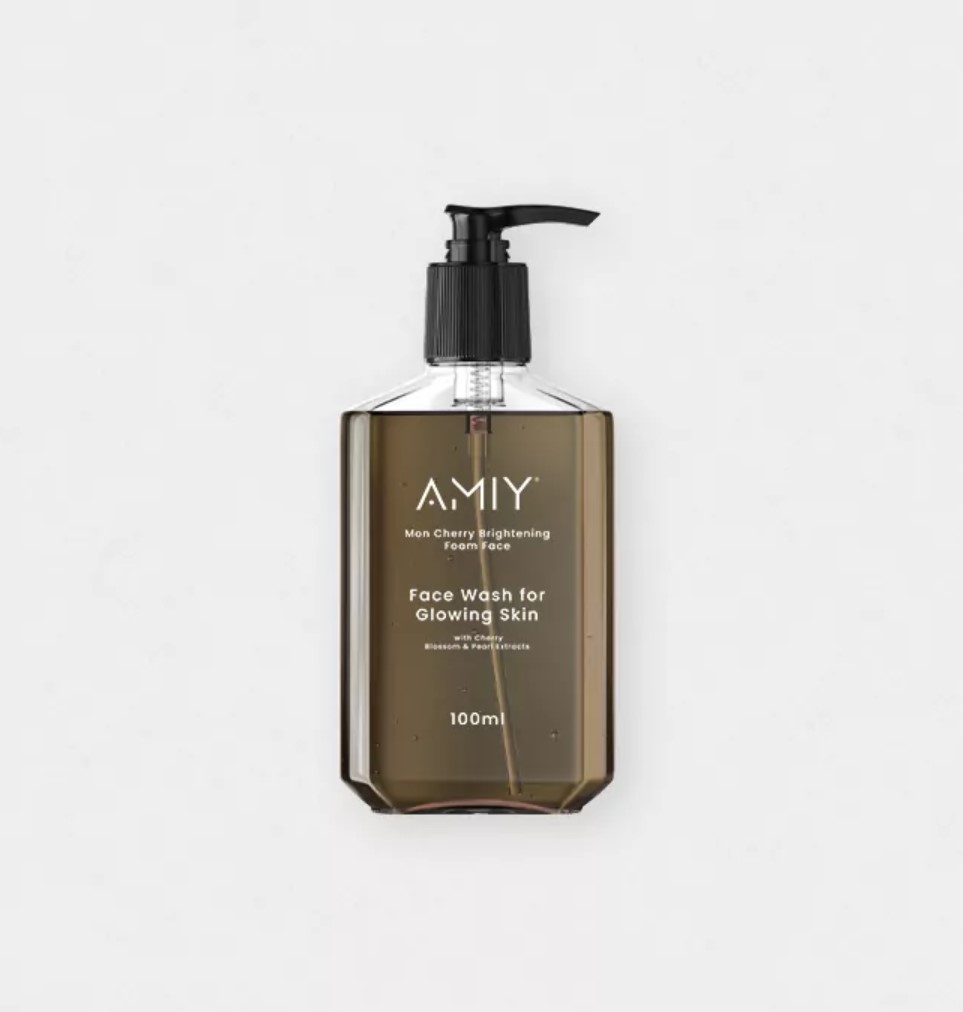 AMIY
Mon Cherry Brightening
Foam Face
Face Wash for
Glowing Skin
with Cherry
Blossom & Pearl Extracts
100ml